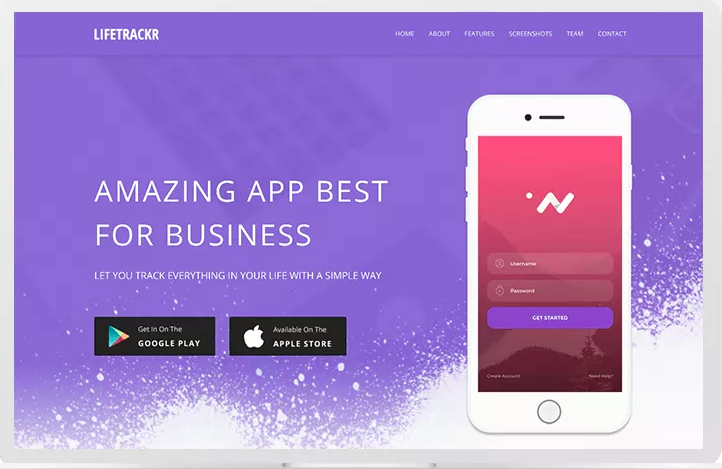 LIFETRACKR
HOME ABOUT FEATURES SCREENSHOTS TEAM CONTACT
AMAZING APP BEST
FOR BUSINESS
LET YOU TRACK EVERYTHING IN YOUR LIFE WITH A SIMPLE WAY
Get In On The
GOOGLE PLAY
Available On The
APPLE STORE
Username
Password
GET STARTED
Create Account Need Help?